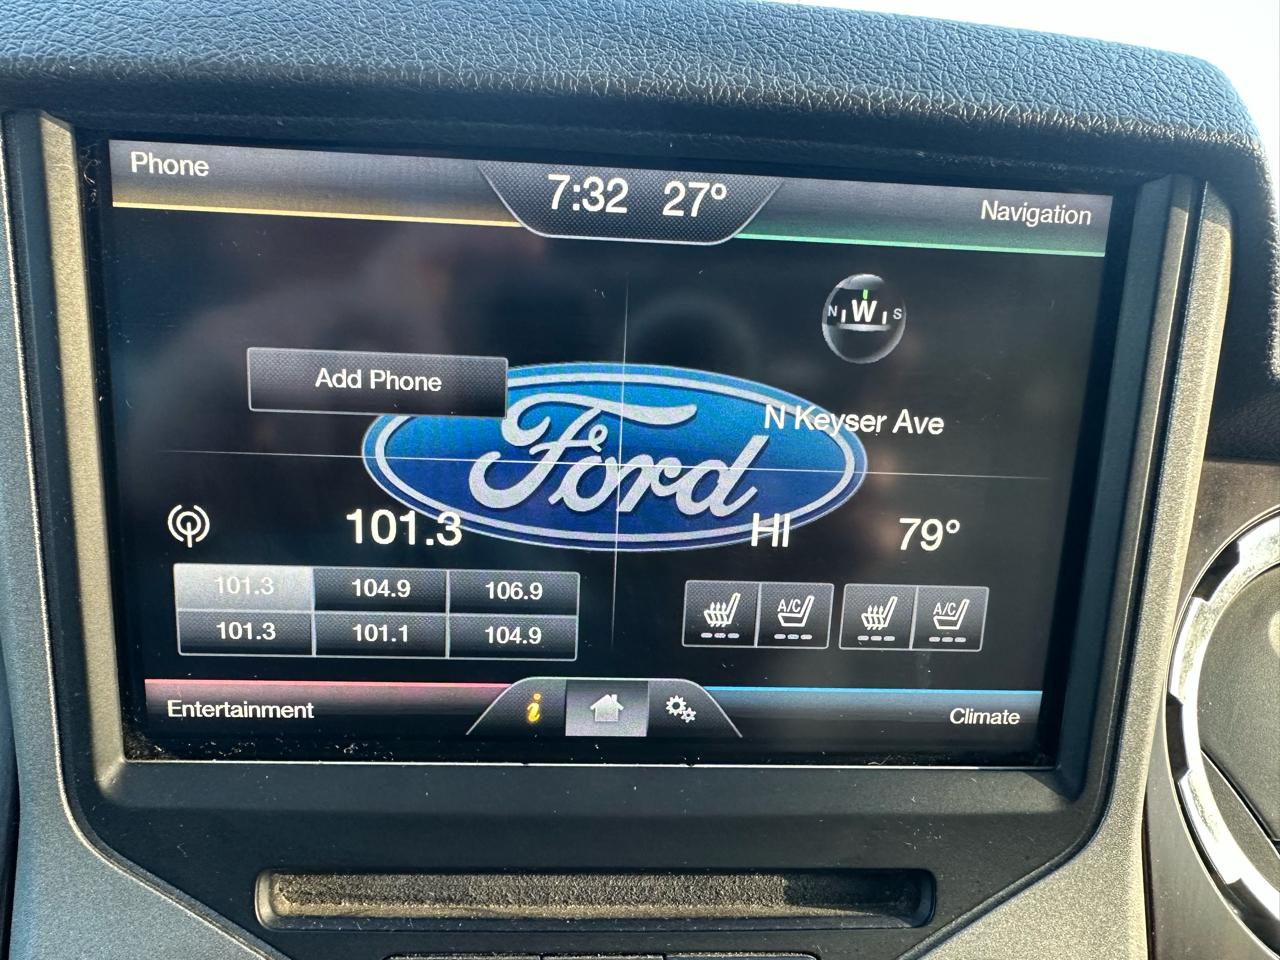 Phone
7:32 27°
Navigation
N W S
Add Phone
N Keyser Ave
Ford
101.3
HI 79°
101.3 104.9 106.9
A/C A/C
101.3 101.1 104.9
Entertainment
i
Climate